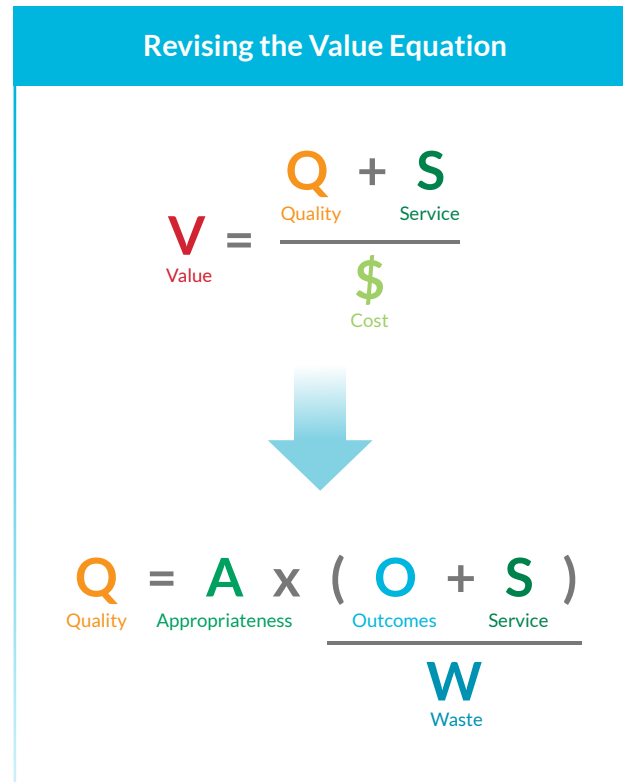 Revising the Value Equation
Q + S
Quality Service
V =
Value
$
Cost
Q = A x ( O + S )
Quality Appropriateness Outcomes Service
W
Waste